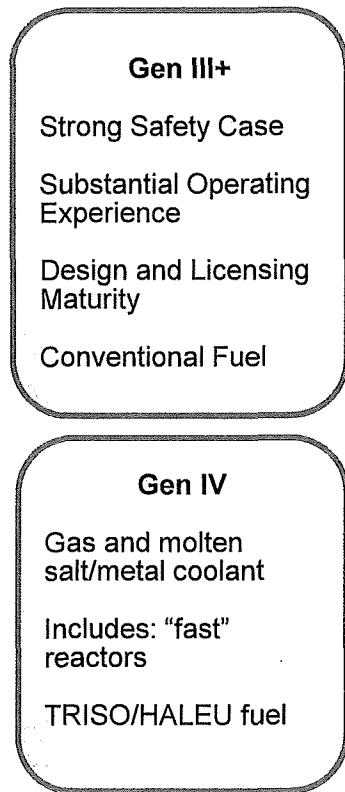 Gen III+
Strong Safety Case
Substantial Operating
Experience
Design and Licensing
Maturity
Conventional Fuel
Gen IV
Gas and molten
salt/metal coolant
Includes: “fast”
reactors
TRISO/HALEU fuel